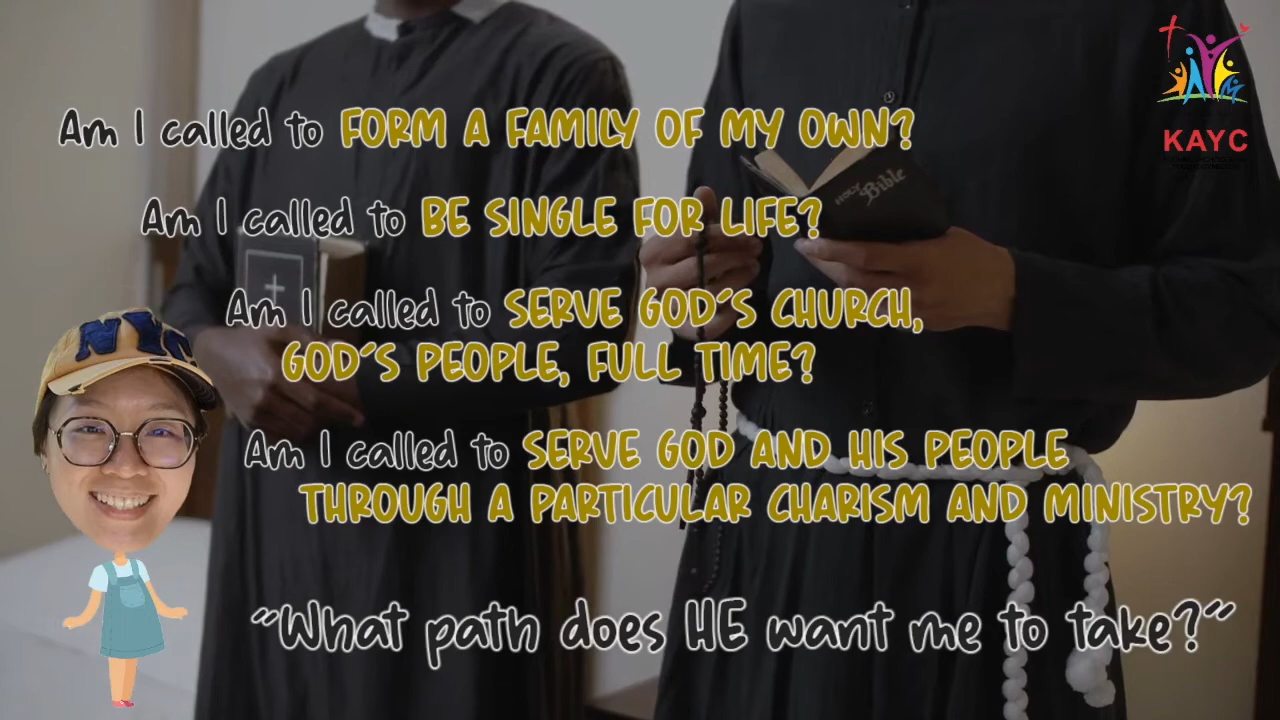 Am I called to FORM A FAMILY OF MY OWN?
Am I called to BE SINGLE FOR LIFE?
Am I called to SERVE GOD'S CHURCH,
GOD'S PEOPLE, FULL TIME?
Am I called to SERVE GOD AND HIS PEOPLE
THROUGH A PARTICULAR CHARISM AND MINISTRY?
"What path does HE want me to take?"
KAYC
HOLY Bible
NYC